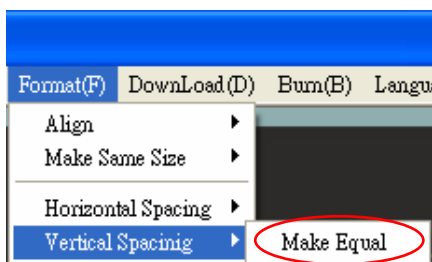 Format(F) DownLoad(D) Burn(B) Langu
Align
Make Same Size
Horizontal Spacing
Vertical Spacinig Make Equal